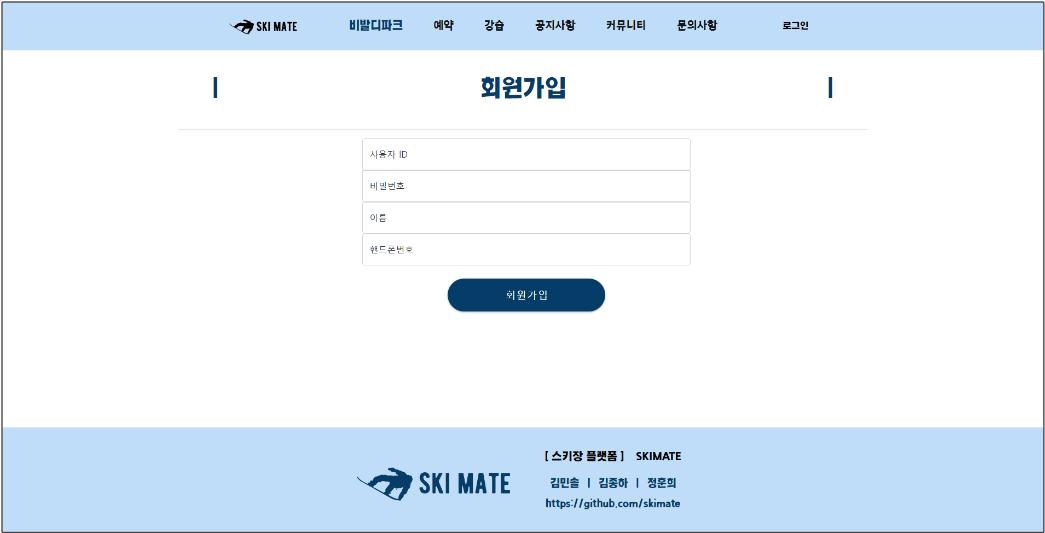 SKI MATE 비발디파크 예약 강습 공지사항 커뮤니티 문의사항 로그인
회원가입
사용자 ID
비밀번호
이름
핸드폰번호
회원가입
[ 스키장 플랫폼 ] SKIMATE
SKI MATE
김민솔 | 김종하 | 정훈희
https://github.com/skimate